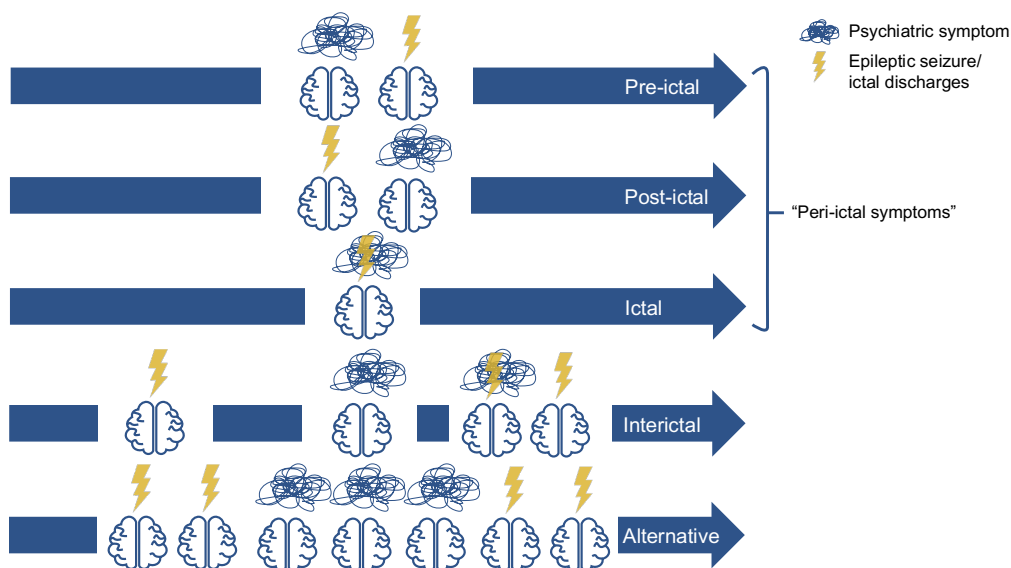 Psychiatric symptom
Epileptic seizure/
ictal discharges
Pre-ictal
Post-ictal
“Peri-ictal symptoms”
Ictal
Interictal
Alternative